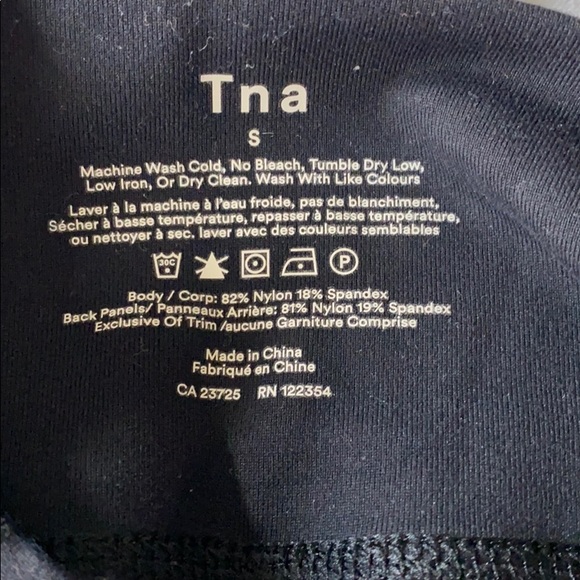 Tna
S
Machine Wash Cold, No Bleach, Tumble Dry Low,
Low Iron, Or Dry Clean. Wash With Like Colours
Laver à la machine à l'eau froide, pas de blanchiment,
Sécher à basse température, repasser à basse température,
ou nettoyer à sec. laver avec des couleurs semblables
30C P
Body / Corp: 82% Nylon 18% Spandex
Back Panels/ Panneaux Arrière: 81% Nylon 19% Spandex
Exclusive Of Trim /aucune Garniture Comprise
Made in China
Fabriqué en Chine
CA 23725 RN 122354